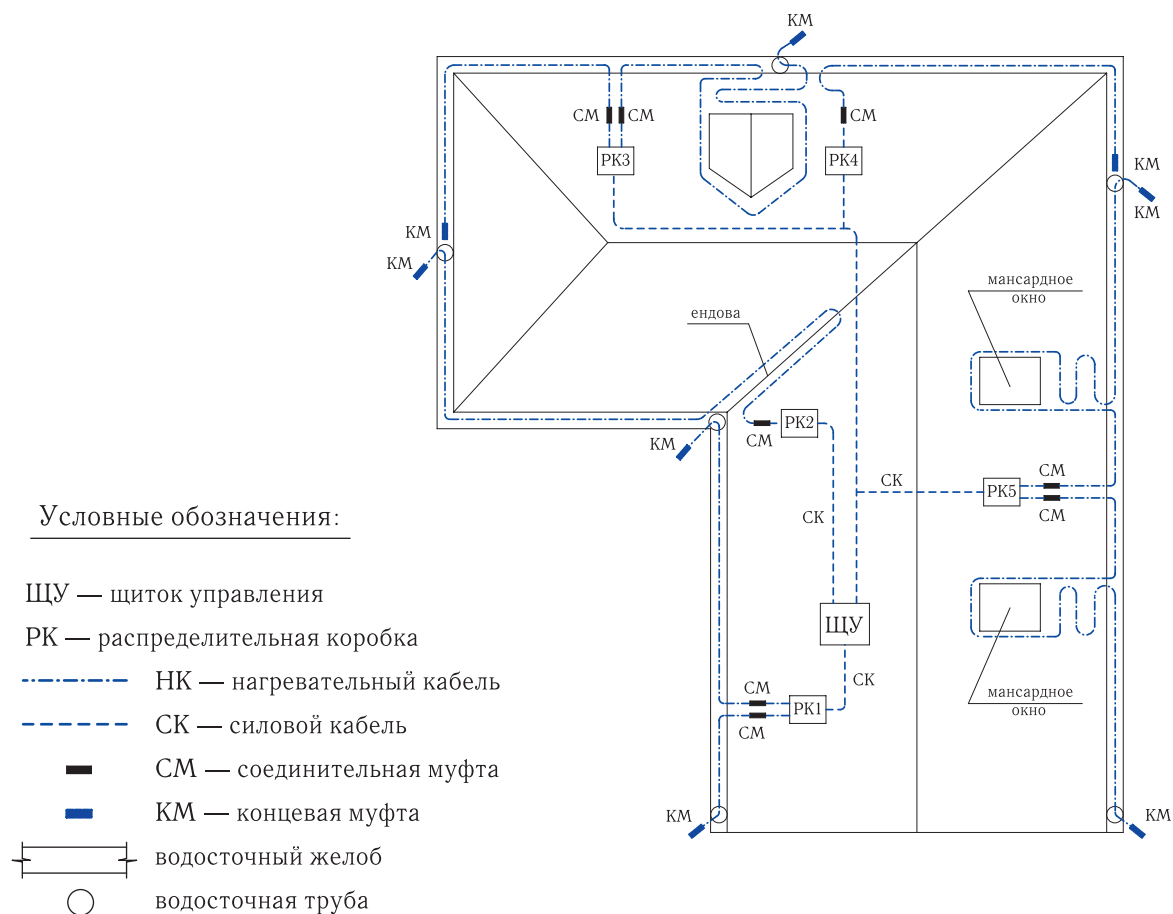 КМ
СМ
СМ
СМ
РК3
РК4
КМ
КМ
КМ
КМ
мансардное
окно
ендова
РК2
СМ
КМ
СК
СМ
РК5
СМ
СК
ЩУ
СК
СМ
РК1
СМ
мансардное
окно
КМ
КМ
Условные обозначения:
ЩУ — щиток управления
РК — распределительная коробка
НК — нагревательный кабель
СК — силовой кабель
СМ — соединительная муфта
КМ — концевая муфта
водосточный желоб
водосточная труба